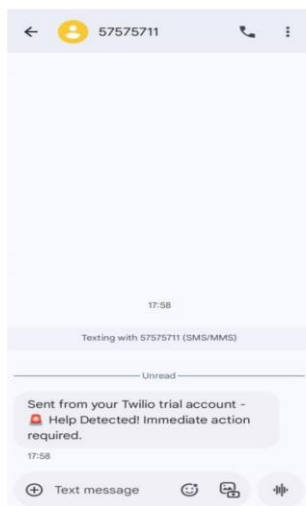 57575711
17:58
Texting with 57575711 (SMS/MMS)
Unread
Sent from your Twilio trial account -
🚨 Help Detected! Immediate action
required.
17:58
Text message